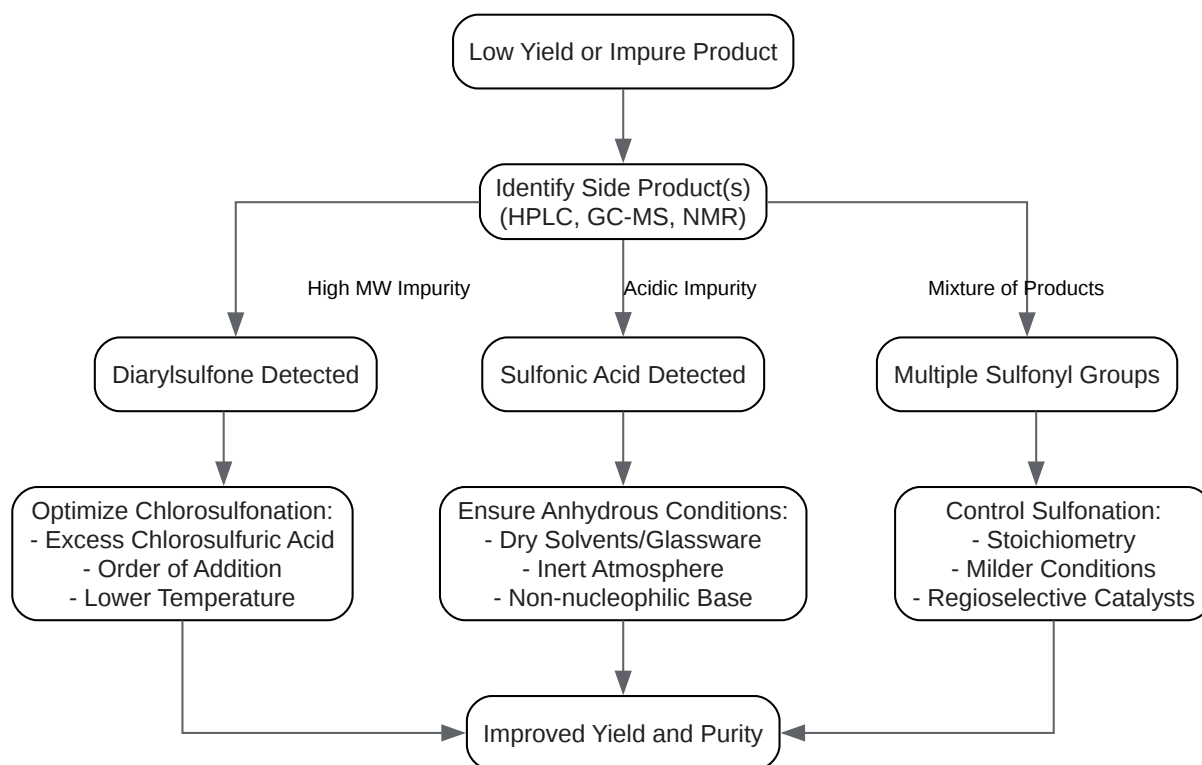 Low Yield or Impure Product
Identify Side Product(s)
(HPLC, GC-MS, NMR)
High MW Impurity
Acidic Impurity
Mixture of Products
Diarylsulfone Detected
Sulfonic Acid Detected
Multiple Sulfonyl Groups
Optimize Chlorosulfonation:
- Excess Chlorosulfuric Acid
- Order of Addition
- Lower Temperature
Ensure Anhydrous Conditions:
- Dry Solvents/Glassware
- Inert Atmosphere
- Non-nucleophilic Base
Control Sulfonation:
- Stoichiometry
- Milder Conditions
- Regioselective Catalysts
Improved Yield and Purity